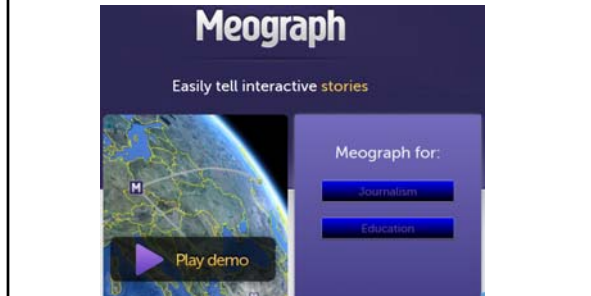 Meograph
Easily tell interactive stories
Meograph for:
Journalism
Education
M
Play demo